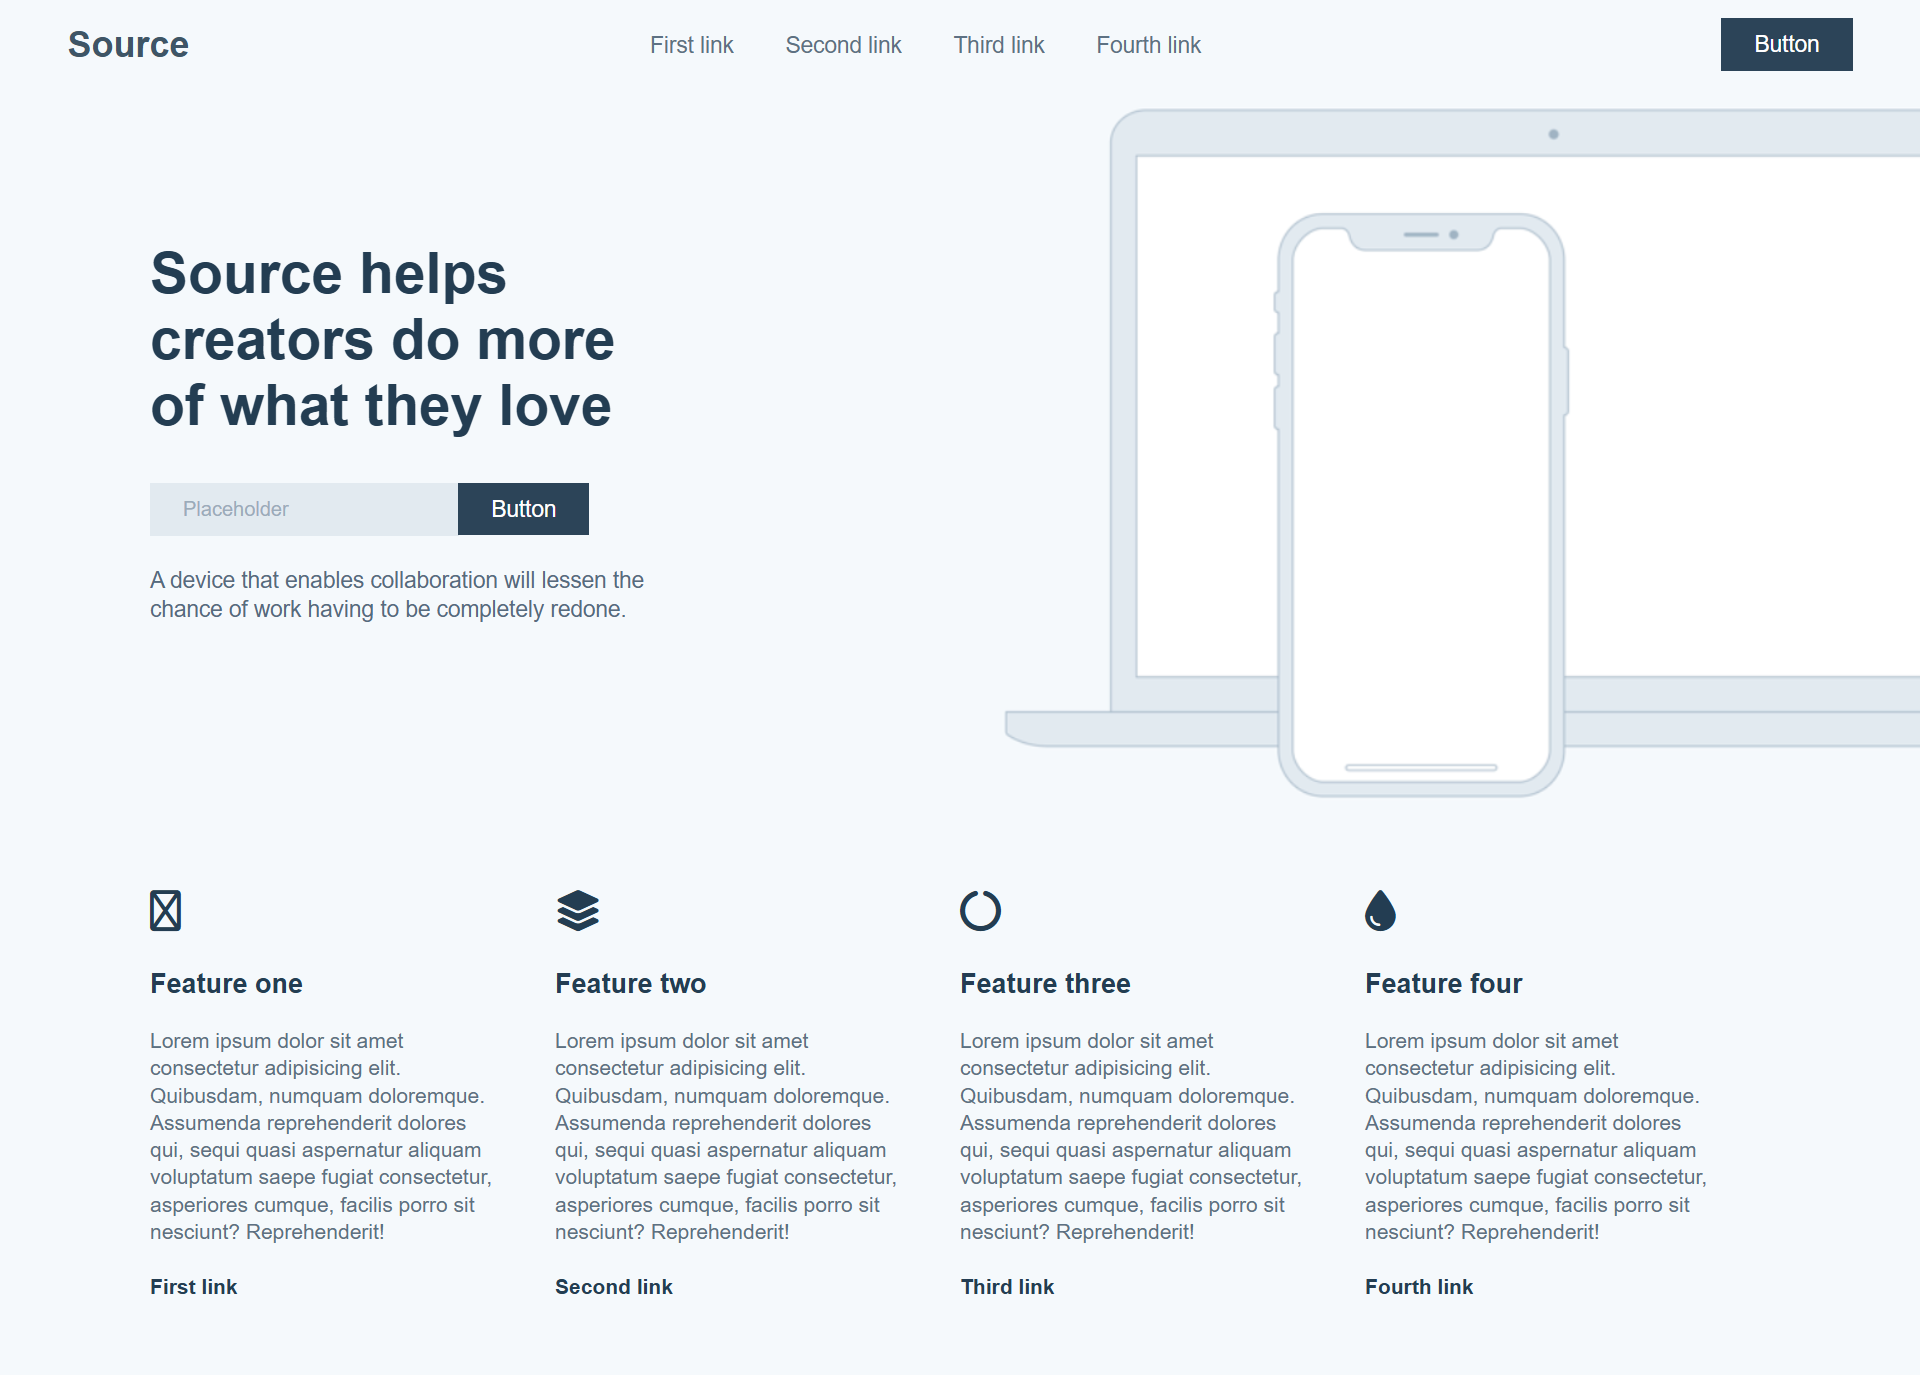 Source
First link
Second link
Third link
Fourth link
Button
Source helps
creators do more
of what they love
Placeholder
Button
A device that enables collaboration will lessen the
chance of work having to be completely redone.
Feature one
Lorem ipsum dolor sit amet
consectetur adipisicing elit.
Quibusdam, numquam doloremque.
Assumenda reprehenderit dolores
qui, sequi quasi aspernatur aliquam
voluptatum saepe fugiat consectetur,
asperiores cumque, facilis porro sit
nesciunt? Reprehenderit!
First link
Feature two
Lorem ipsum dolor sit amet
consectetur adipisicing elit.
Quibusdam, numquam doloremque.
Assumenda reprehenderit dolores
qui, sequi quasi aspernatur aliquam
voluptatum saepe fugiat consectetur,
asperiores cumque, facilis porro sit
nesciunt? Reprehenderit!
Second link
Feature three
Lorem ipsum dolor sit amet
consectetur adipisicing elit.
Quibusdam, numquam doloremque.
Assumenda reprehenderit dolores
qui, sequi quasi aspernatur aliquam
voluptatum saepe fugiat consectetur,
asperiores cumque, facilis porro sit
nesciunt? Reprehenderit!
Third link
Feature four
Lorem ipsum dolor sit amet
consectetur adipisicing elit.
Quibusdam, numquam doloremque.
Assumenda reprehenderit dolores
qui, sequi quasi aspernatur aliquam
voluptatum saepe fugiat consectetur,
asperiores cumque, facilis porro sit
nesciunt? Reprehenderit!
Fourth link